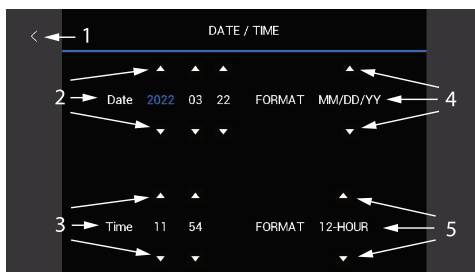 < 1 DATE / TIME
2 Date 2022 03 22 FORMAT MM/DD/YY 4
3 Time 11 54 FORMAT 12-HOUR 5